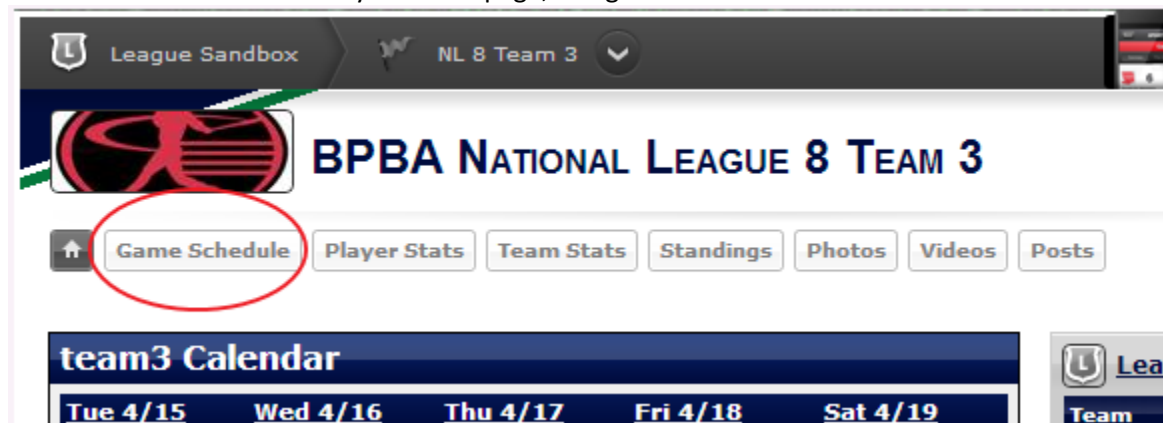 League Sandbox NL 8 Team 3
BPBA National League 8 Team 3
Game Schedule Player Stats Team Stats Standings Photos Videos Posts
team3 Calendar
L
Tue 4/15 Wed 4/16 Thu 4/17 Fri 4/18 Sat 4/19
Team